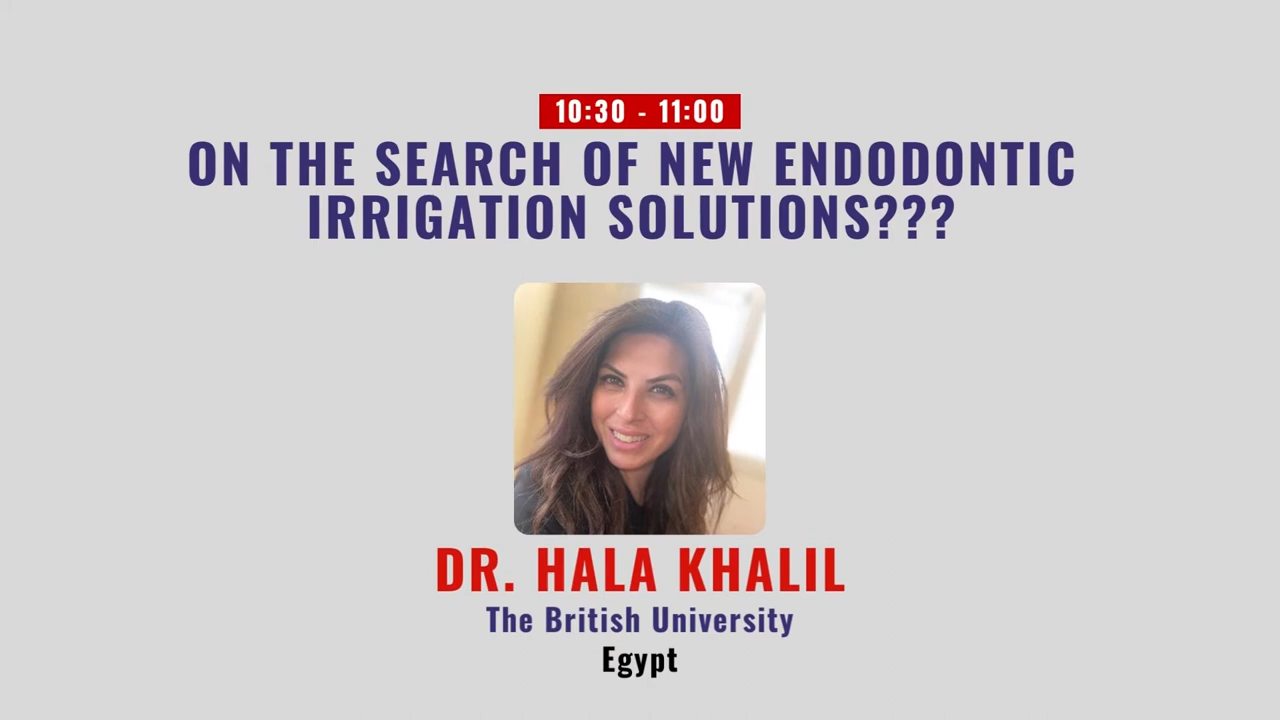 10:30 - 11:00
ON THE SEARCH OF NEW ENDODONTIC
IRRIGATION SOLUTIONS???
DR. HALA KHALIL
The British University
Egypt